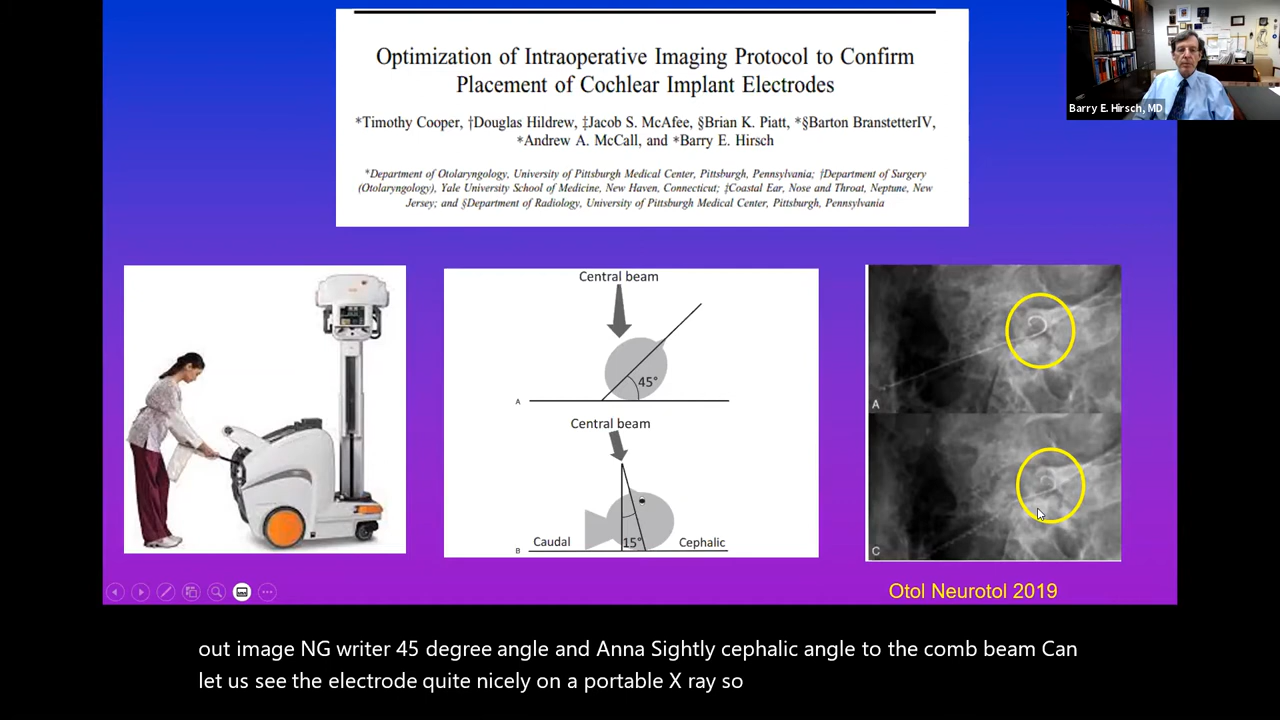 Optimization of Intraoperative Imaging Protocol to Confirm
Placement of Cochlear Implant Electrodes
*Timothy Cooper, †Douglas Hildrew, ‡Jacob S. McAfee, §Brian K. Piatt, *§Barton BranstetterIV,
*Andrew A. McCall, and *Barry E. Hirsch
*Department of Otolaryngology, University of Pittsburgh Medical Center, Pittsburgh, Pennsylvania; †Department of Surgery
(Otolaryngology), Yale University School of Medicine, New Haven, Connecticut; ‡Coastal Ear, Nose and Throat, Neptune, New
Jersey; and §Department of Radiology, University of Pittsburgh Medical Center, Pittsburgh, Pennsylvania
Barry E. Hirsch, MD
Central beam
45°
A
Central beam
Caudal
15°
Cephalic
B
A
C
Otol Neurotol 2019
out image NG writer 45 degree angle and Anna Sightly cephalic angle to the comb beam Can
let us see the electrode quite nicely on a portable X ray so